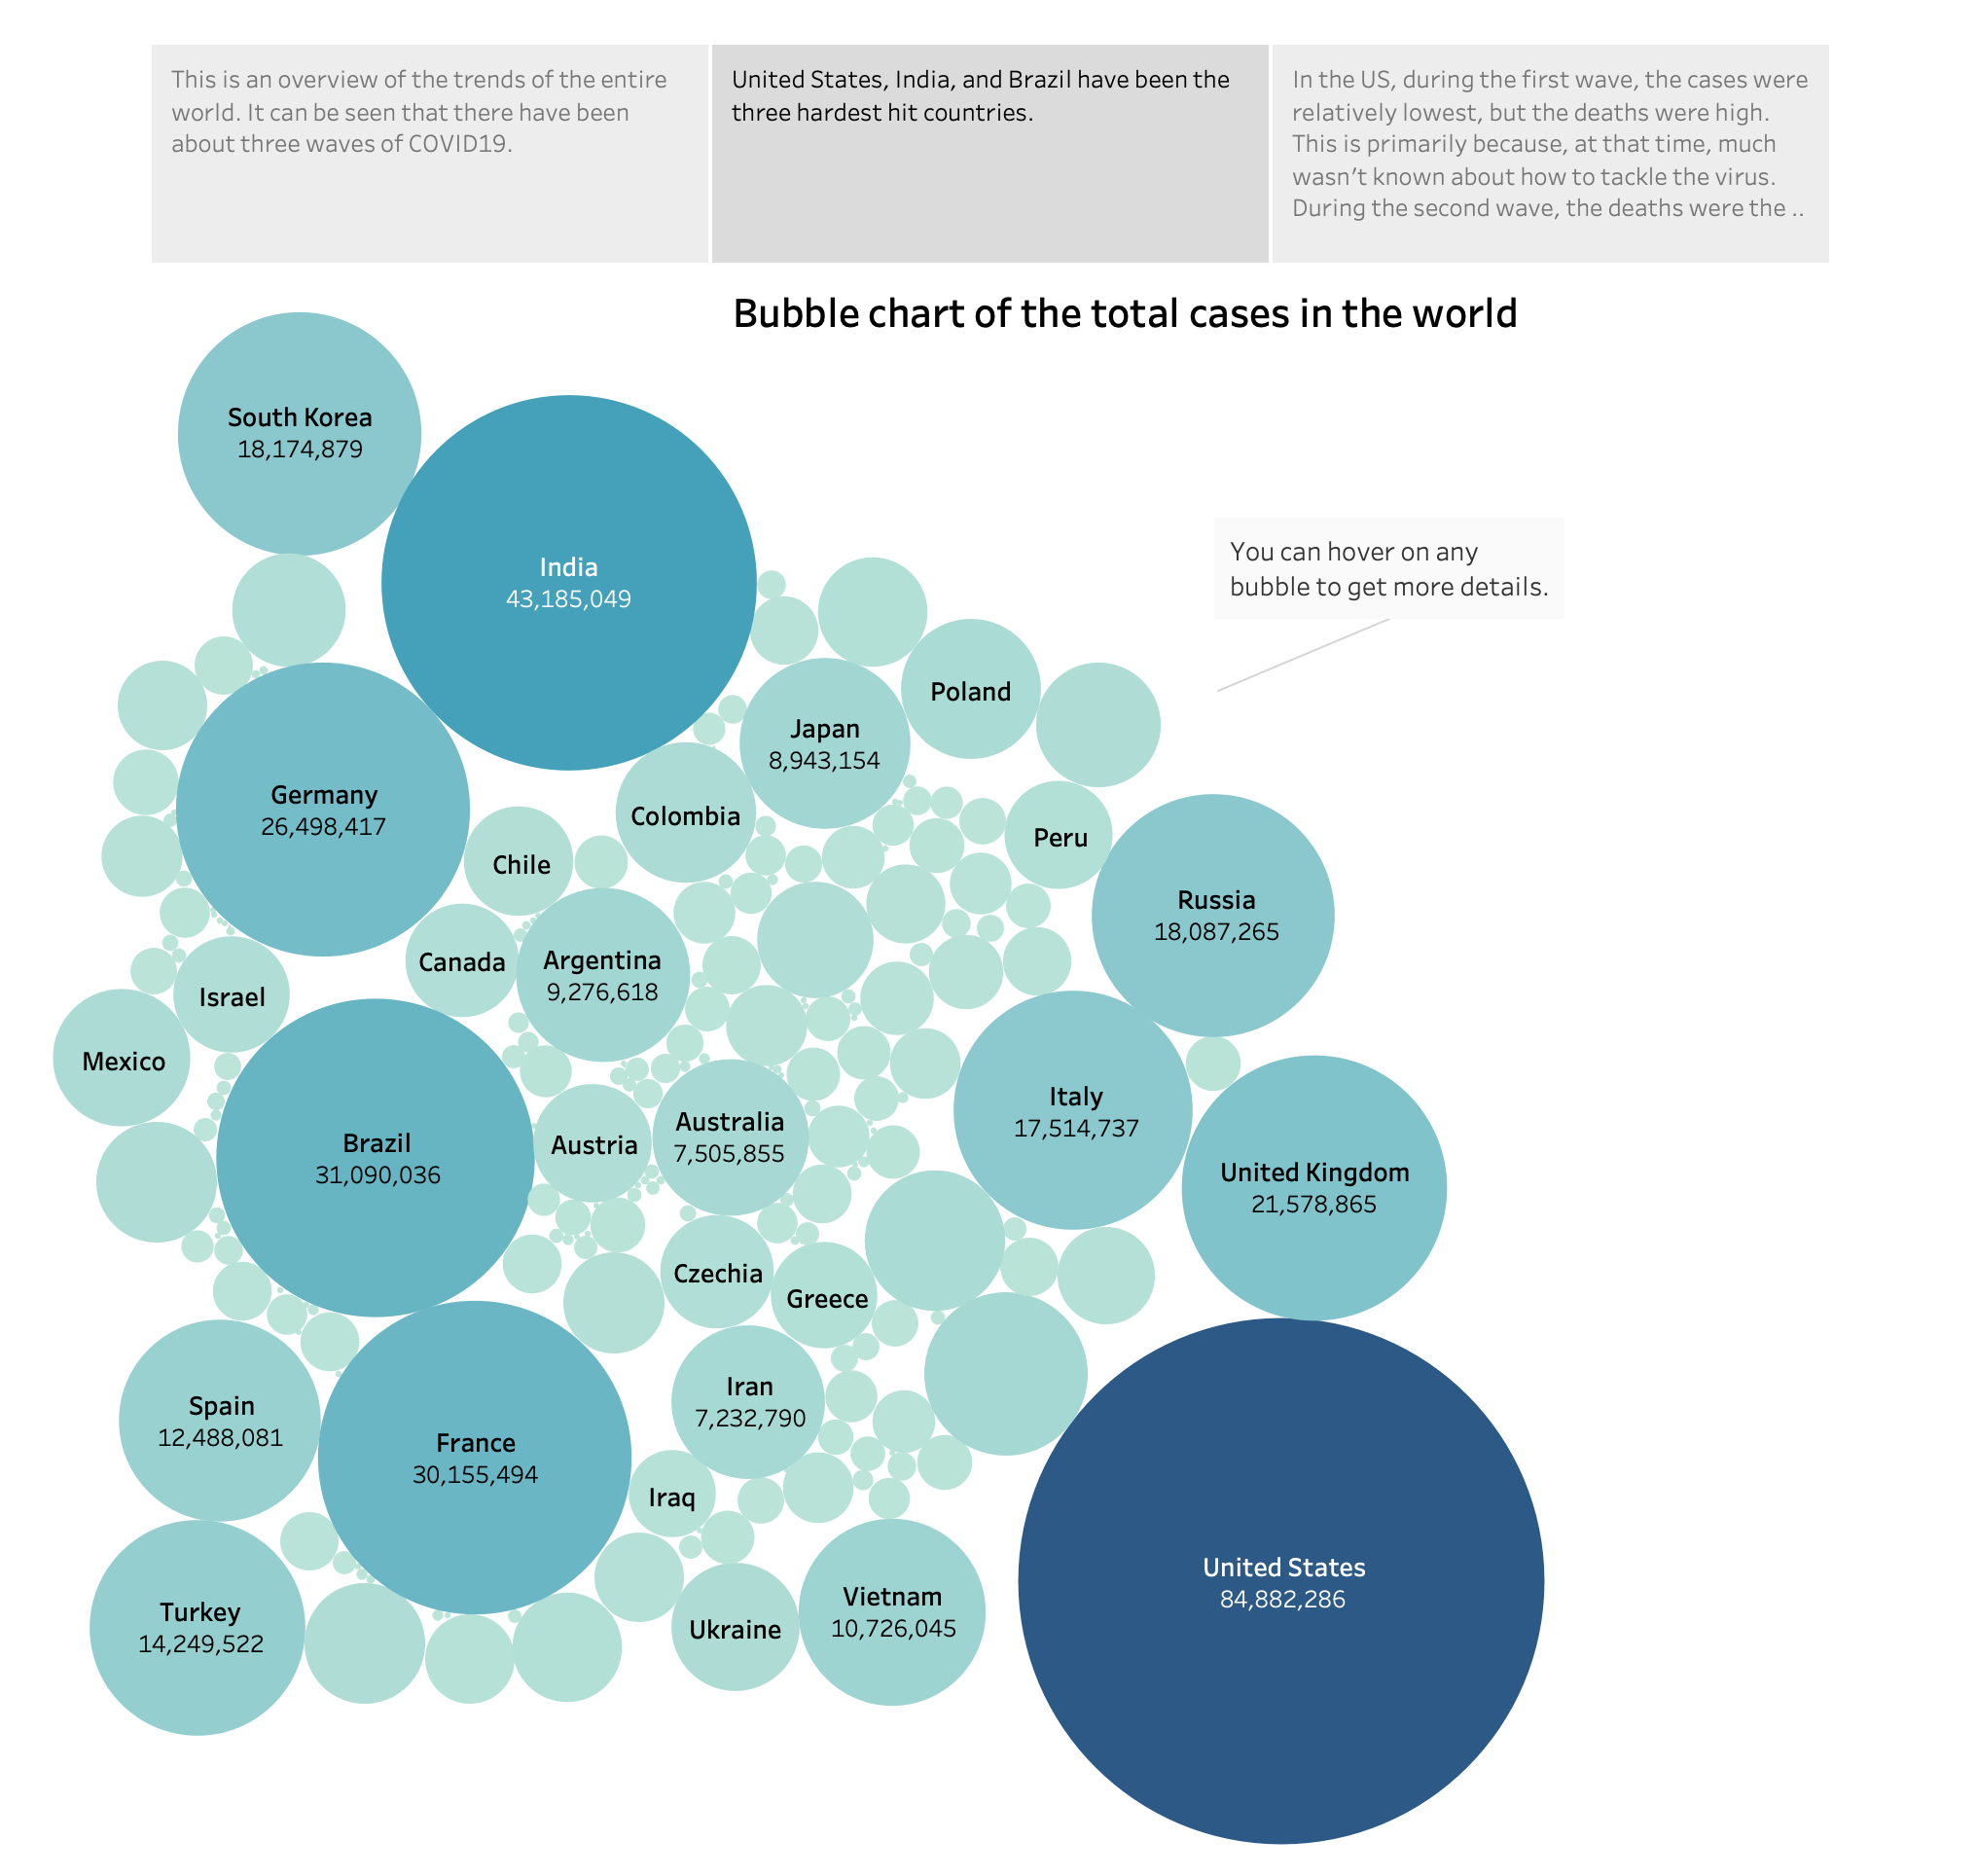 This is an overview of the trends of the entire
world. It can be seen that there have been
about three waves of COVID19.
United States, India, and Brazil have been the
three hardest hit countries.
In the US, during the first wave, the cases were
relatively lowest, but the deaths were high.
This is primarily because, at that time, much
wasn't known about how to tackle the virus.
During the second wave, the deaths were the ..
Bubble chart of the total cases in the world
South Korea
18,174,879
India
43,185,049
You can hover on any
bubble to get more details.
Poland
Japan
8,943,154
Germany
26,498,417
Colombia
Chile
Peru
Russia
18,087,265
Canada
Argentina
9,276,618
Israel
Mexico
Italy
17,514,737
Brazil
31,090,036
Austria
Australia
7,505,855
United Kingdom
21,578,865
Czechia
Greece
Spain
12,488,081
France
30,155,494
Iran
7,232,790
Iraq
Turkey
14,249,522
Ukraine
Vietnam
10,726,045
United States
84,882,286